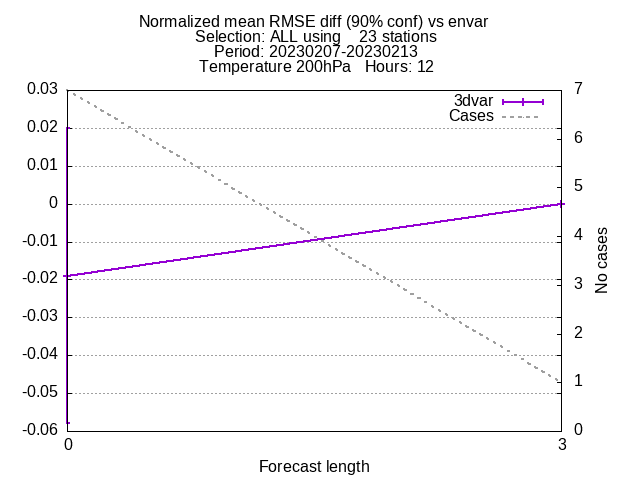 Normalized mean RMSE diff (90% conf) vs envar
Selection: ALL using    23 stations
Period: 20230207-20230213
Temperature 200hPa   Hours: 12
3dvar
Cases
0.03
0.02
0.01
0
-0.01
-0.02
-0.03
-0.04
-0.05
-0.06
7
6
5
4
3
2
1
0
No cases
0
3
Forecast length